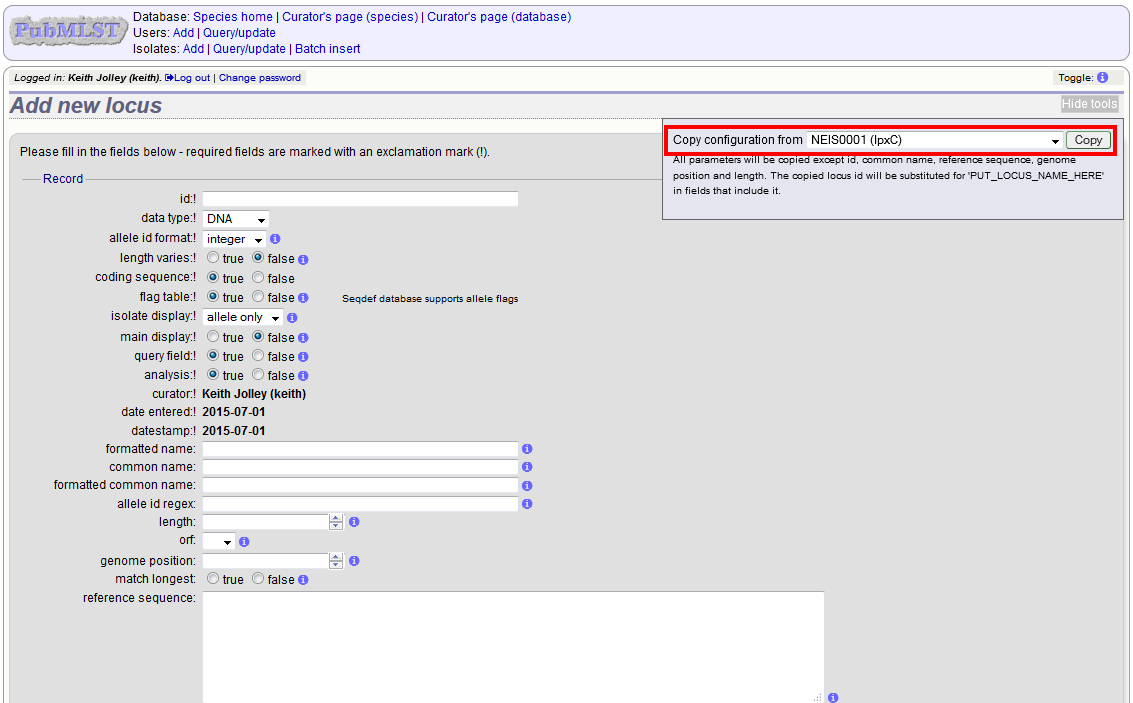 PubMLST
Database: Species home | Curator's page (species) | Curator's page (database)
Users: Add | Query/update
Isolates: Add | Query/update | Batch insert
Logged in: Keith Jolley (keith). Log out | Change password
Toggle: i
Add new locus
Hide tools
Copy configuration from NEIS0001 (lpxC) Copy
All parameters will be copied except id, common name, reference sequence, genome
position and length. The copied locus id will be substituted for 'PUT_LOCUS_NAME_HERE'
in fields that include it.
Please fill in the fields below - required fields are marked with an exclamation mark (!).
Record
id:!
data type:! DNA
allele id format:! integer i
length varies:! true false i
coding sequence:! true false
flag table:! true false i Seqdef database supports allele flags
isolate display:! allele only i
main display:! true false i
query field:! true false i
analysis:! true false i
curator:! Keith Jolley (keith)
date entered:! 2015-07-01
datestamp:! 2015-07-01
formatted name: i
common name: i
formatted common name: i
allele id regex: i
length: i
orf: i
genome position: i
match longest: true false i
reference sequence: i